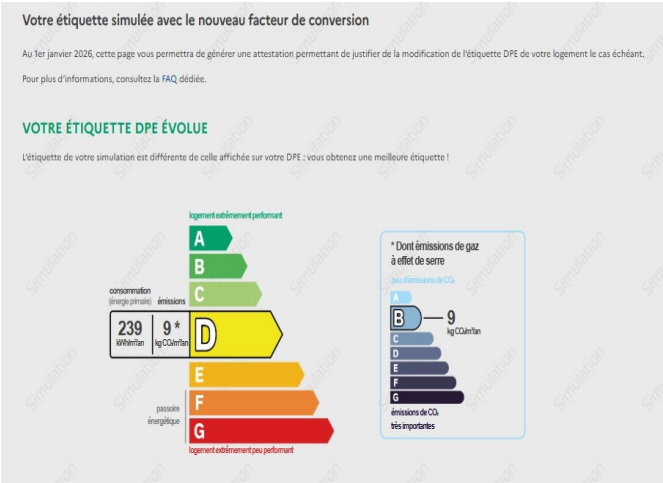 Votre étiquette simulée avec le nouveau facteur de conversion
Au 1er janvier 2026, cette page vous permettra de générer une attestation permettant de justifier de la modification de l'étiquette DPE de votre logement le cas échéant.
Pour plus d'informations, consultez la FAQ dédiée.
VOTRE ÉTIQUETTE DPE ÉVOLUE
L'étiquette de votre simulation est différente de celle affichée sur votre DPE : vous obtenez une meilleure étiquette !
logement extrêmement performant
A
B
consommation
(énergie primaire) émissions
C
239 9 *
kWh/m²/an kg CO₂/m²/an
D
E
F
passoire
énergétique
G
logement extrêmement peu performant
* Dont émissions de gaz
à effet de serre
peu d'émissions de CO₂
A
B 9
kg CO₂/m²/an
C
D
E
F
G
émissions de CO₂
très importantes
Simulation